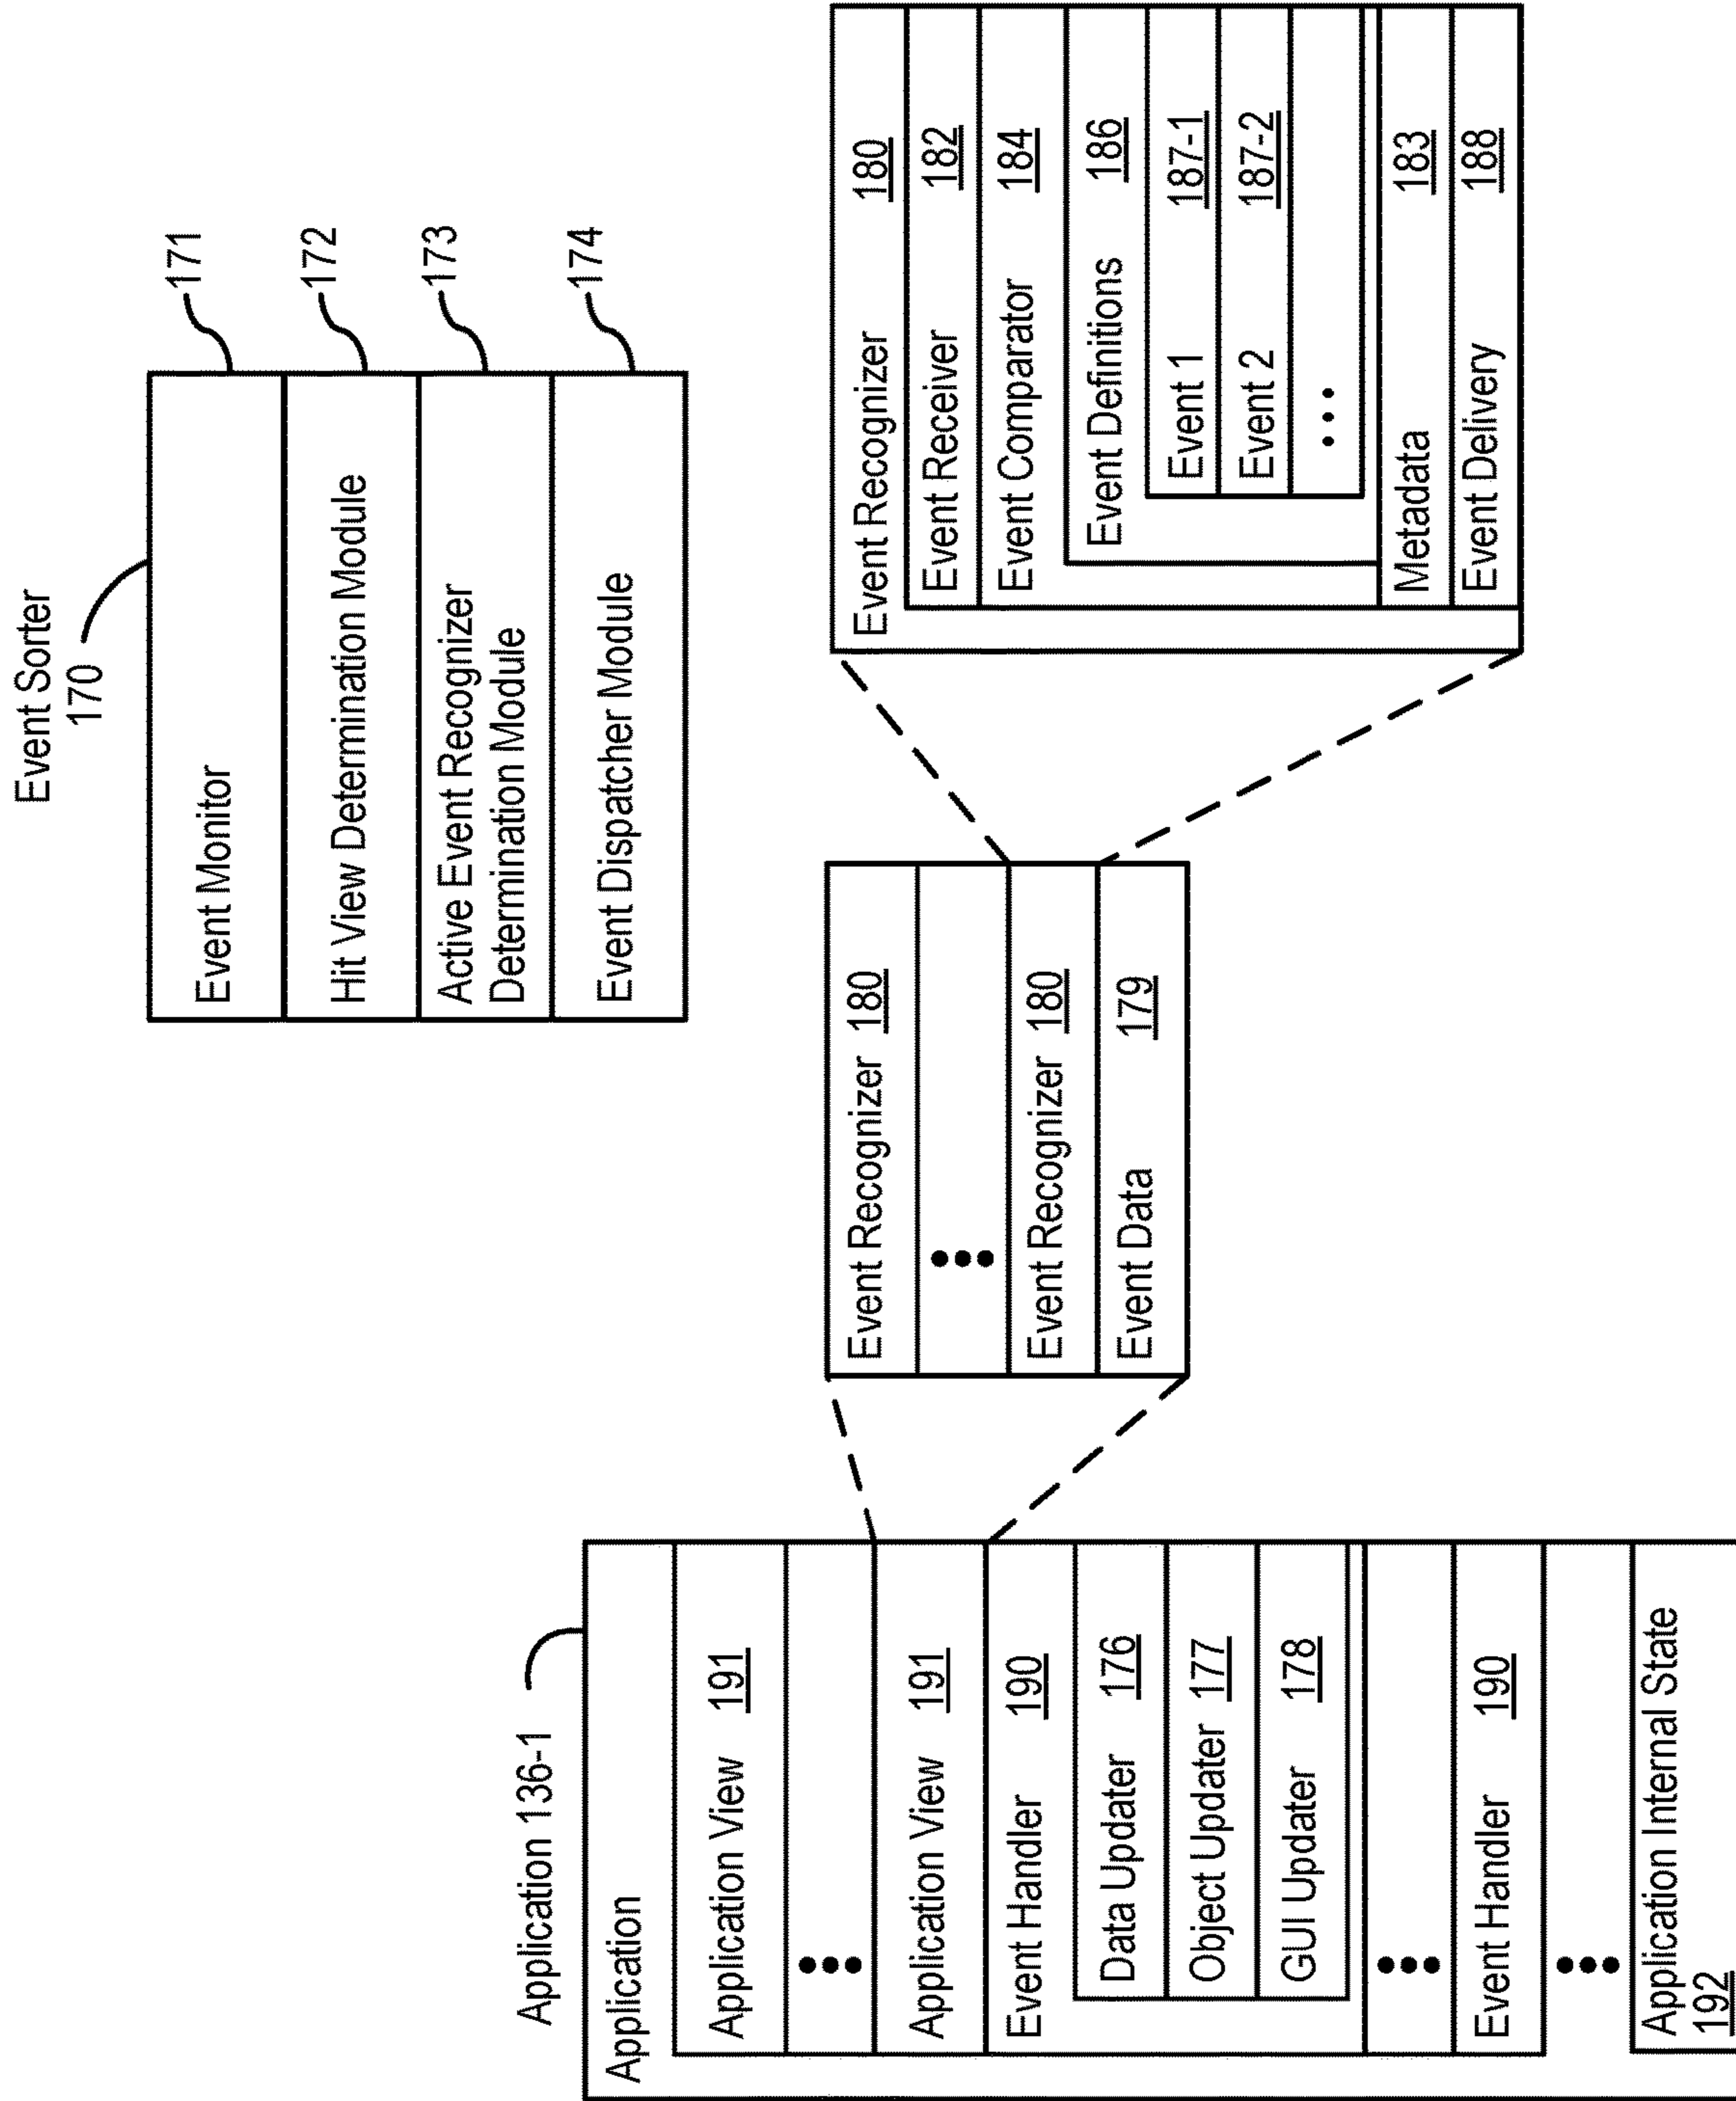 Event Sorter
170
Event Monitor
171
Hit View Determination Module
172
Active Event Recognizer
Determination Module
173
Event Dispatcher Module
174
Application 136-1
Application
Application View 191
•••
Application View 191
Event Handler 190
Data Updater 176
Object Updater 177
GUI Updater 178
•••
Event Handler 190
•••
Application Internal State
192
Event Recognizer 180
•••
Event Recognizer 180
Event Data 179
Event Recognizer 180
Event Receiver 182
Event Comparator 184
Event Definitions 186
Event 1 187-1
Event 2 187-2
•••
Metadata 183
Event Delivery 188